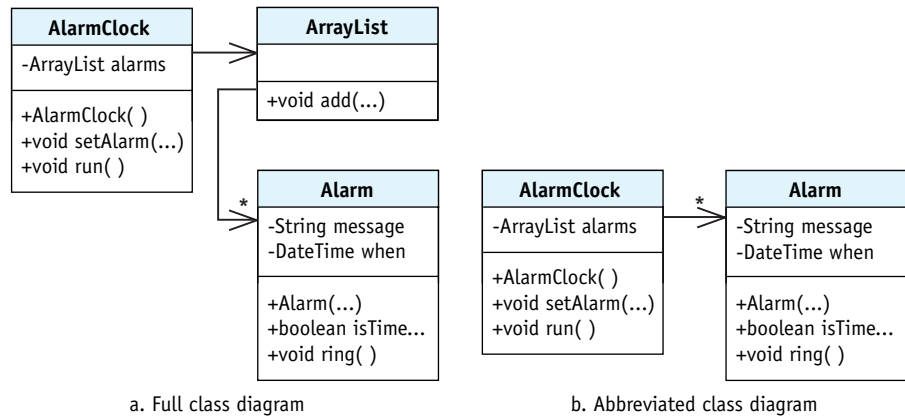 AlarmClock
-ArrayList alarms
+AlarmClock( )
+void setAlarm(...)
+void run( )
ArrayList
+void add(...)
*
Alarm
-String message
-DateTime when
+Alarm(...)
+boolean isTime...
+void ring( )
a. Full class diagram
AlarmClock
-ArrayList alarms
+AlarmClock( )
+void setAlarm(...)
+void run( )
*
Alarm
-String message
-DateTime when
+Alarm(...)
+boolean isTime...
+void ring( )
b. Abbreviated class diagram